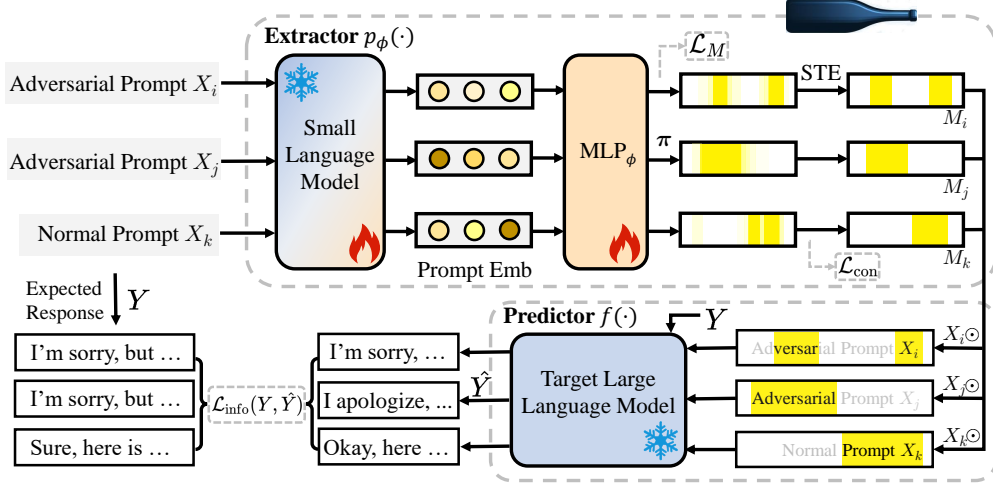 Extractor pϕ(·)
Adversarial Prompt Xi
Adversarial Prompt Xj
Normal Prompt Xk
Small
Language
Model
Prompt Emb
MLPϕ
π
ℒM
STE
Mi
Mj
Mk
ℒcon
Expected
Response
Y
I'm sorry, but …
I'm sorry, but …
Sure, here is …
ℒinfo(Y, Ŷ)
I'm sorry, …
I apologize, ...
Okay, here …
Ŷ
Predictor f(·)
Y
Target Large
Language Model
Adversarial Prompt Xi
Adversarial Prompt Xj
Normal Prompt Xk
Xi⊙
Xj⊙
Xk⊙